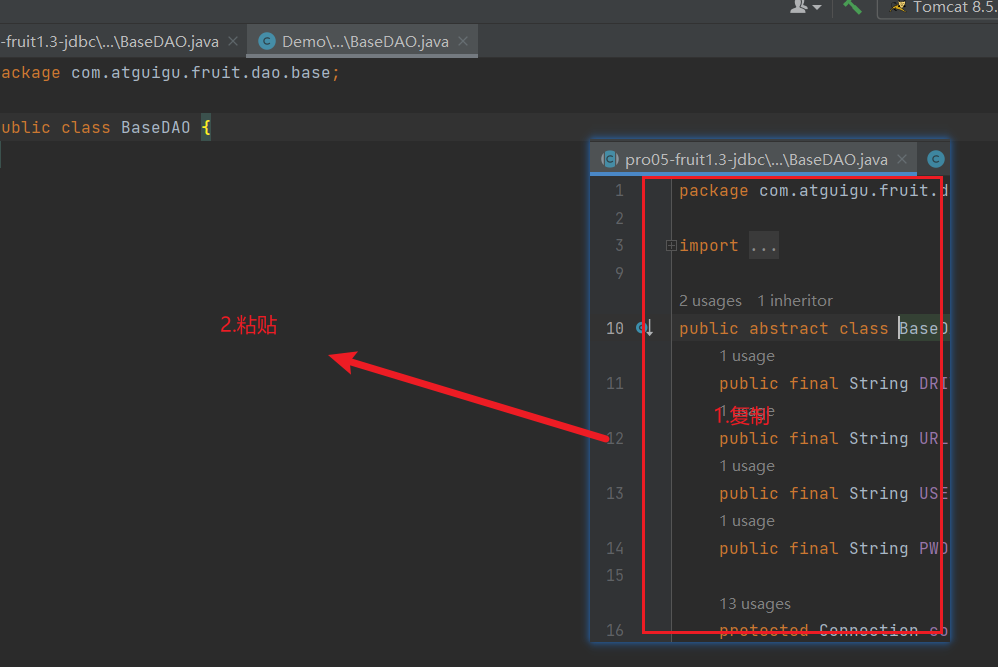 Tomcat 8.5.
-fruit1.3-jdbc\...\BaseDAO.java
Demo\...\BaseDAO.java
ackage com.atguigu.fruit.dao.base;
ublic class BaseDAO {
pro05-fruit1.3-jdbc\...\BaseDAO.java
1 package com.atguigu.fruit.d
2
3 import ...
9
2 usages 1 inheritor
10 public abstract class BaseD
1 usage
11 public final String DRI
1 usage
12 public final String URL
1 usage
13 public final String USE
1 usage
14 public final String PWD
15
13 usages
16 protected Connection co
2.粘贴
1.复制